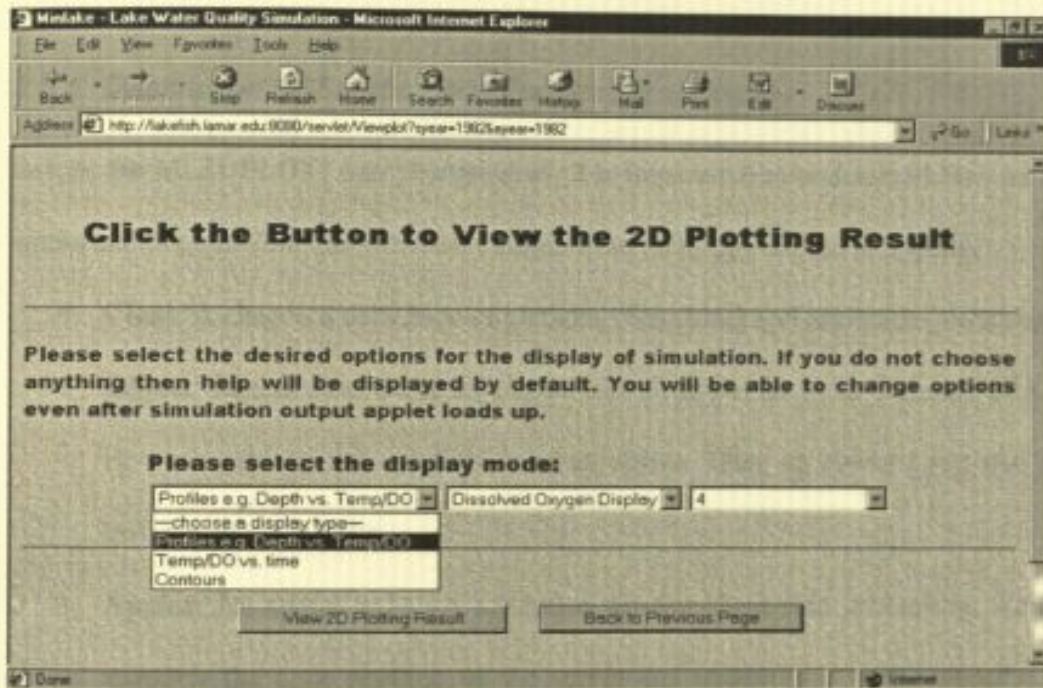 Minlake - Lake Water Quality Simulation - Microsoft Internet Explorer
File Edit View Favorites Tools Help
Back Stop Refresh Home Search Favorites History Mail Print Edit Discuss
Address http://lakefish.lamar.edu:8080/servlet/Viewplot?syear=1982&eyear=1982 Go Links »
Click the Button to View the 2D Plotting Result
Please select the desired options for the display of simulation. If you do not choose
anything then help will be displayed by default. You will be able to change options
even after simulation output applet loads up.
Please select the display mode:
Profiles e.g. Depth vs. Temp/DO Dissolved Oxygen Display 4
—choose a display type—
Profiles e.g. Depth vs. Temp/DO
Temp/DO vs. time
Contours
View 2D Plotting Result Back to Previous Page
Done Internet